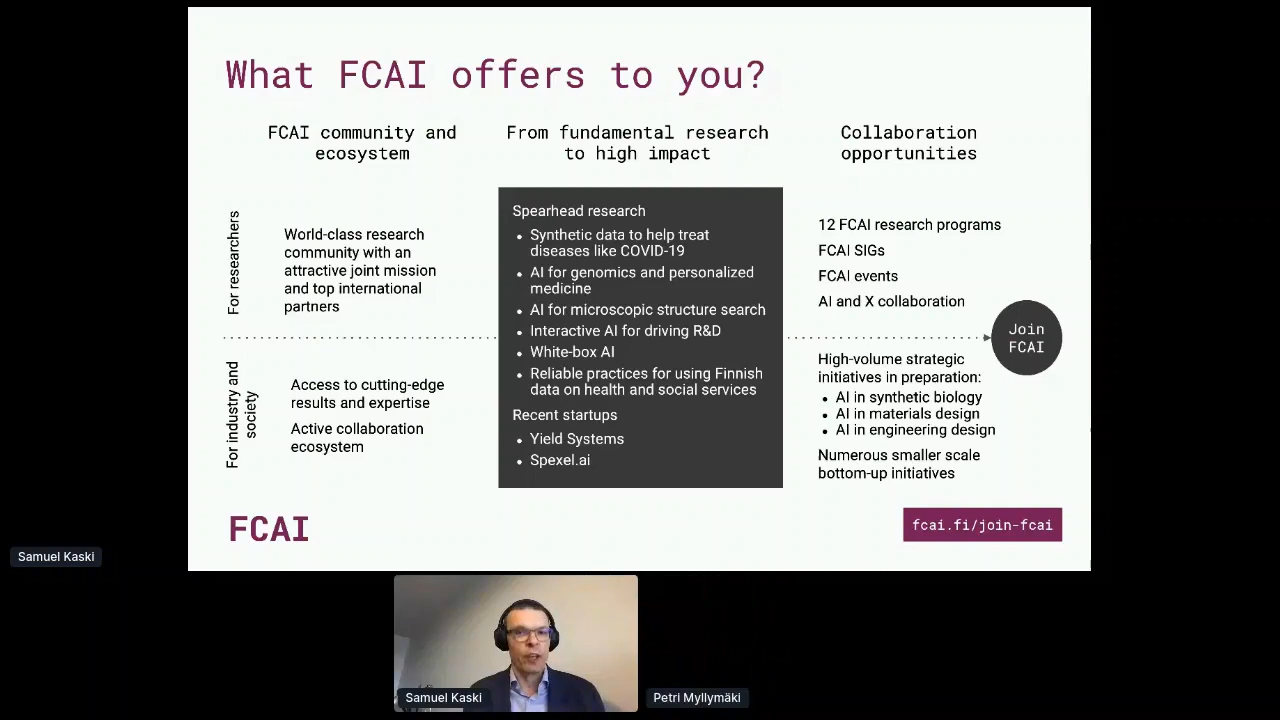 What FCAI offers to you?
FCAI community and
ecosystem
From fundamental research
to high impact
Collaboration
opportunities
For researchers
World-class research
community with an
attractive joint mission
and top international
partners
Spearhead research
• Synthetic data to help treat
diseases like COVID-19
• AI for genomics and personalized
medicine
• AI for microscopic structure search
• Interactive AI for driving R&D
• White-box AI
• Reliable practices for using Finnish
data on health and social services
Recent startups
• Yield Systems
• Spexel.ai
12 FCAI research programs
FCAI SIGs
FCAI events
AI and X collaboration
Join
FCAI
For industry and
society
Access to cutting-edge
results and expertise
Active collaboration
ecosystem
High-volume strategic
initiatives in preparation:
• AI in synthetic biology
• AI in materials design
• AI in engineering design
Numerous smaller scale
bottom-up initiatives
FCAI
fcai.fi/join-fcai
Samuel Kaski
Samuel Kaski
Petri Myllymäki